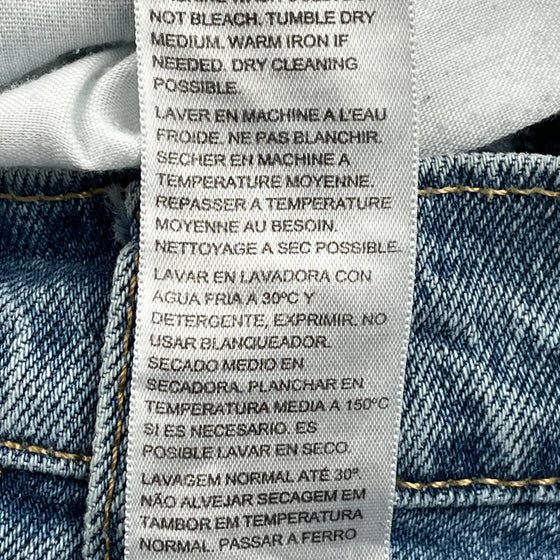 NOT BLEACH. TUMBLE DRY
MEDIUM. WARM IRON IF
NEEDED. DRY CLEANING
POSSIBLE.
LAVER EN MACHINE A L'EAU
FROIDE. NE PAS BLANCHIR.
SECHER EN MACHINE A
TEMPERATURE MOYENNE.
REPASSER A TEMPERATURE
MOYENNE AU BESOIN.
NETTOYAGE A SEC POSSIBLE.
LAVAR EN LAVADORA CON
AGUA FRIA A 30ºC Y
DETERGENTE, EXPRIMIR. NO
USAR BLANQUEADOR.
SECADO MEDIO EN
SECADORA. PLANCHAR EN
TEMPERATURA MEDIA A 150ºC
SI ES NECESARIO. ES
POSIBLE LAVAR EN SECO.
LAVAGEM NORMAL ATÉ 30º.
NÃO ALVEJAR SECAGEM EM
TAMBOR EM TEMPERATURA
NORMAL. PASSAR A FERRO